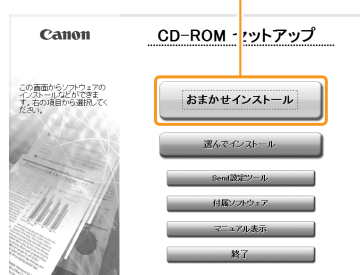 Canon
CD-ROM セットアップ
この画面からソフトウェアの
インストールなどができま
す。右の項目から選択してく
ださい。
おまかせインストール
選んでインストール
Send設定ツール
付属ソフトウェア
マニュアル表示
終了